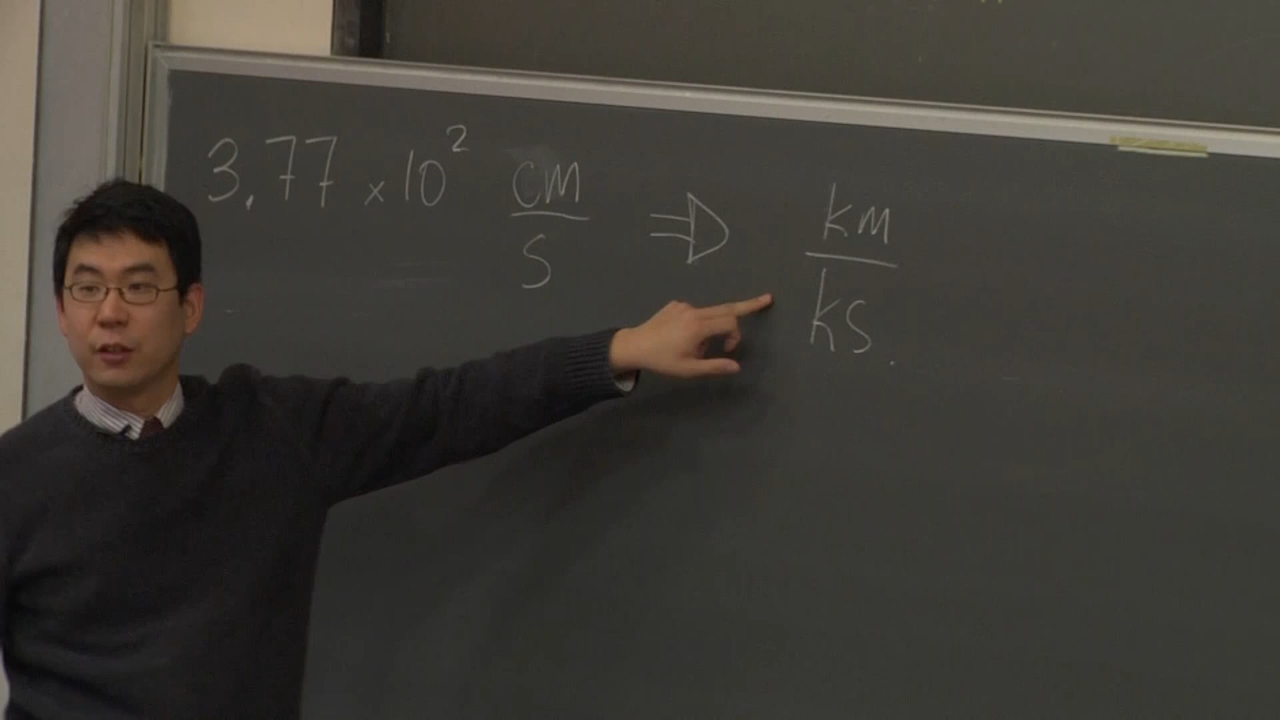 3.77 × 10² cm/s ⇒ km/ks.